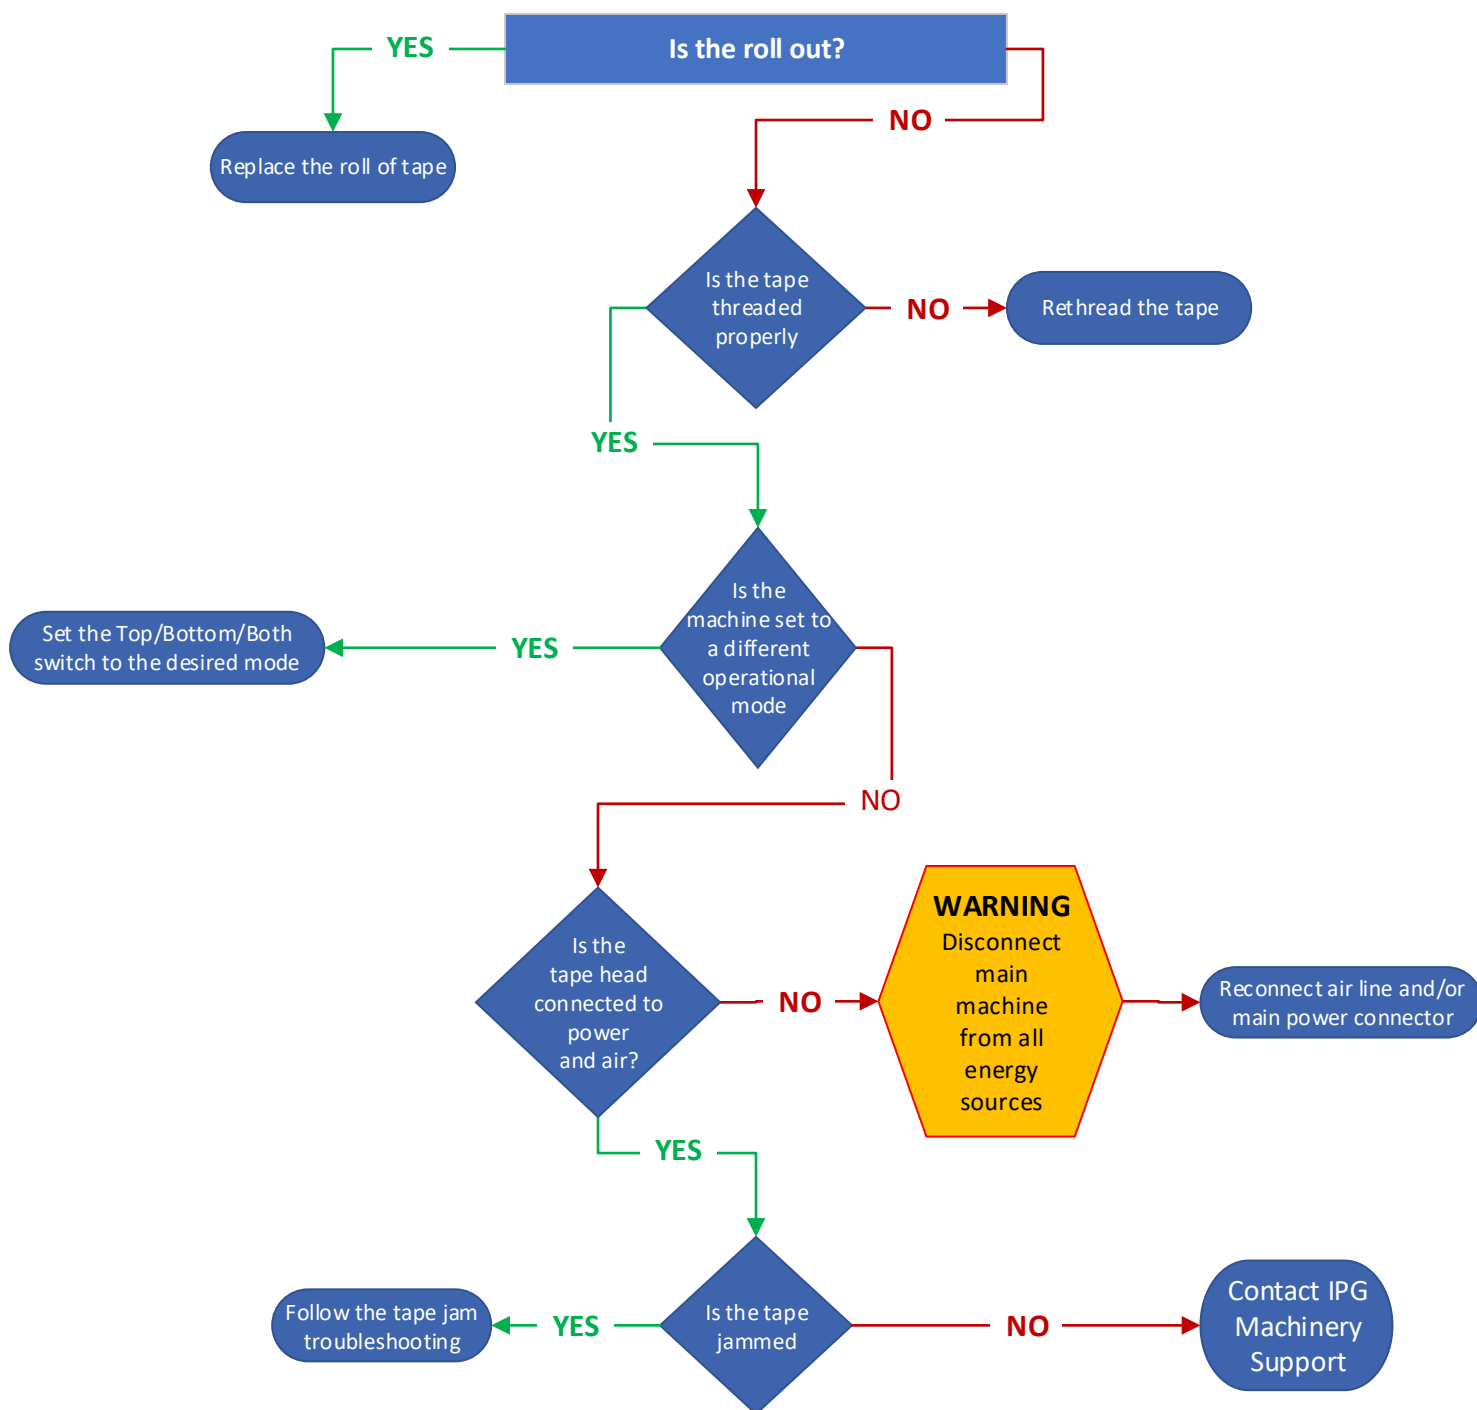 Is the roll out?
YES
NO
Replace the roll of tape
Is the tape
threaded
properly
NO
Rethread the tape
YES
Is the
machine set to
a different
operational
mode
YES
Set the Top/Bottom/Both
switch to the desired mode
NO
Is the
tape head
connected to
power
and air?
NO
WARNING
Disconnect
main
machine
from all
energy
sources
Reconnect air line and/or
main power connector
YES
Is the tape
jammed
YES
Follow the tape jam
troubleshooting
NO
Contact IPG
Machinery
Support